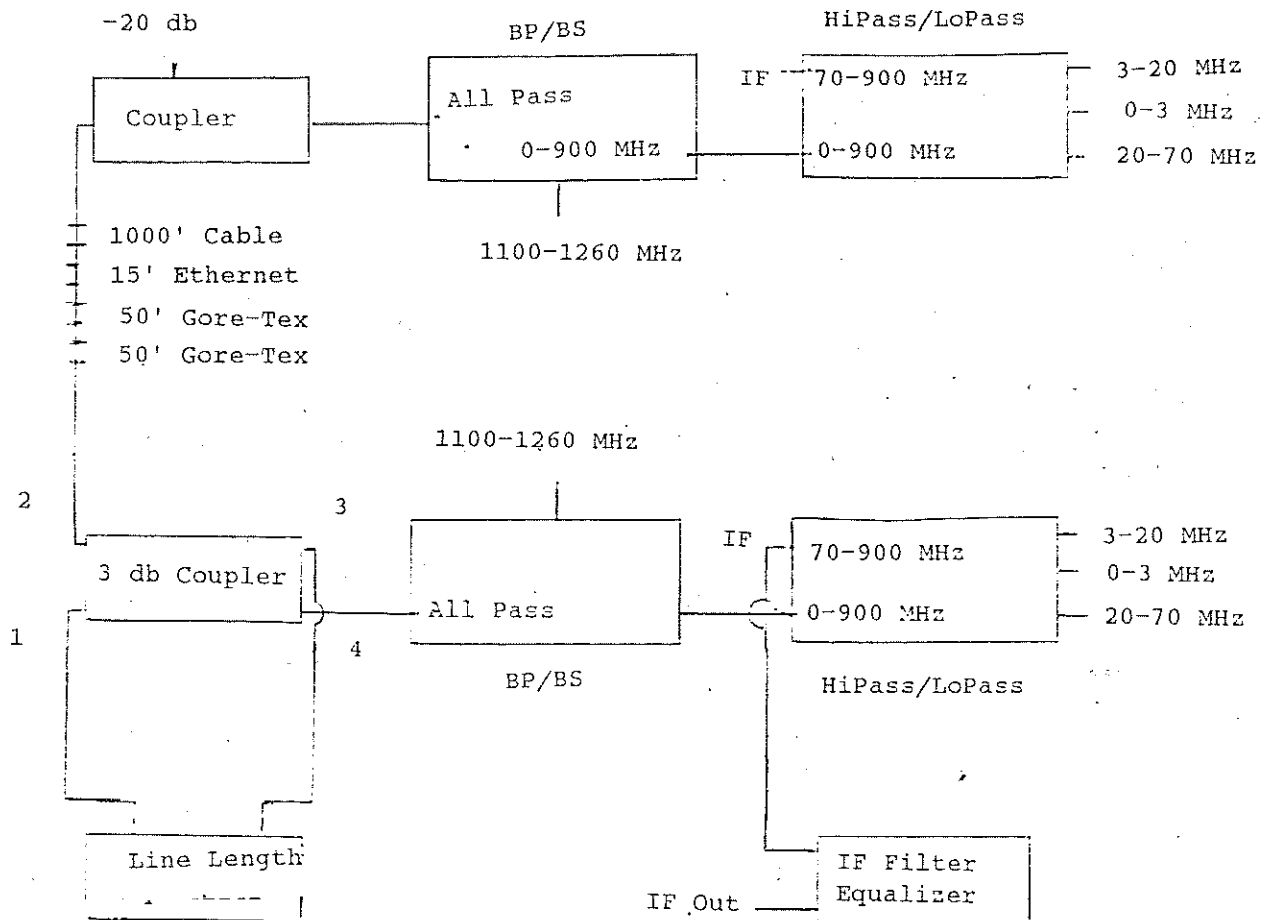 -20 db
BP/BS
HiPass/LoPass
Coupler
All Pass
0-900 MHz
IF
70-900 MHz
0-900 MHz
3-20 MHz
0-3 MHz
20-70 MHz
1100-1260 MHz
1000' Cable
15' Ethernet
50' Gore-Tex
50' Gore-Tex
1100-1260 MHz
2
3
3 db Coupler
1
4
All Pass
BP/BS
IF
70-900 MHz
0-900 MHz
3-20 MHz
0-3 MHz
20-70 MHz
HiPass/LoPass
Line Length
IF Filter
Equalizer
IF Out